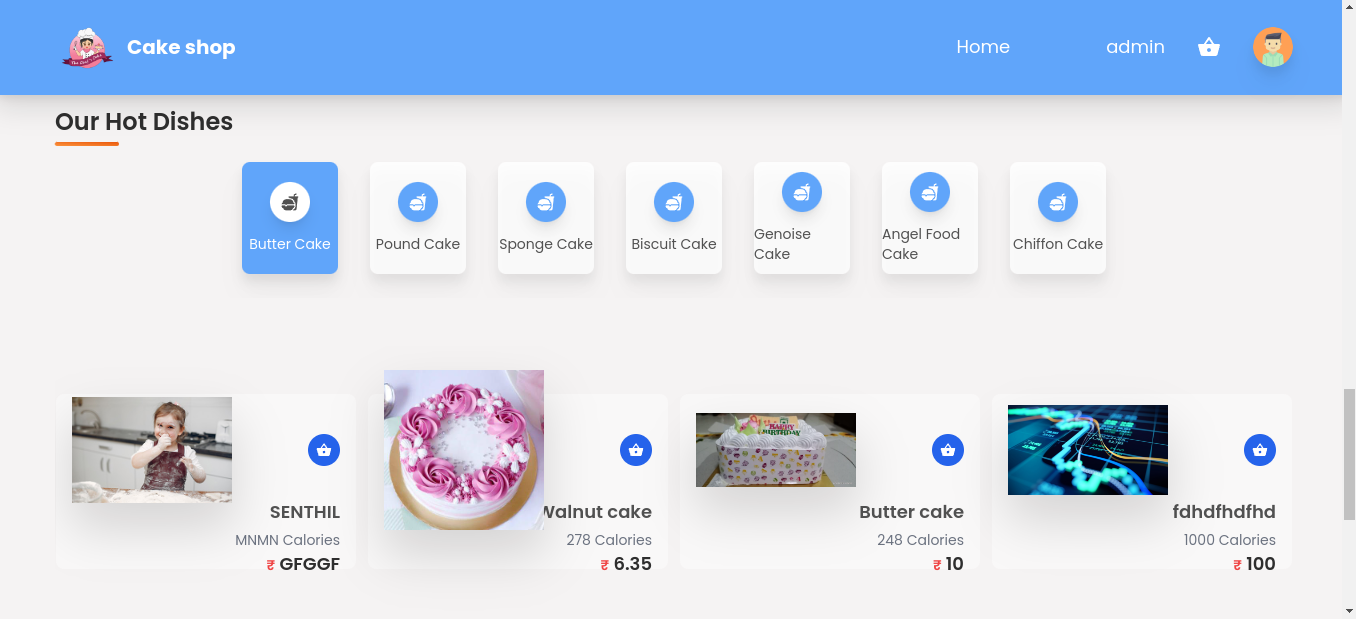 Cake shop
Home
admin
Our Hot Dishes
Butter Cake
Pound Cake
Sponge Cake
Biscuit Cake
Genoise
Cake
Angel Food
Cake
Chiffon Cake
SENTHIL
MNMN Calories
₹ GFGGF
HAPPY
BIRTHDAY
Walnut cake
278 Calories
₹ 6.35
Butter cake
248 Calories
₹ 10
fdhdfhdfhd
1000 Calories
₹ 100